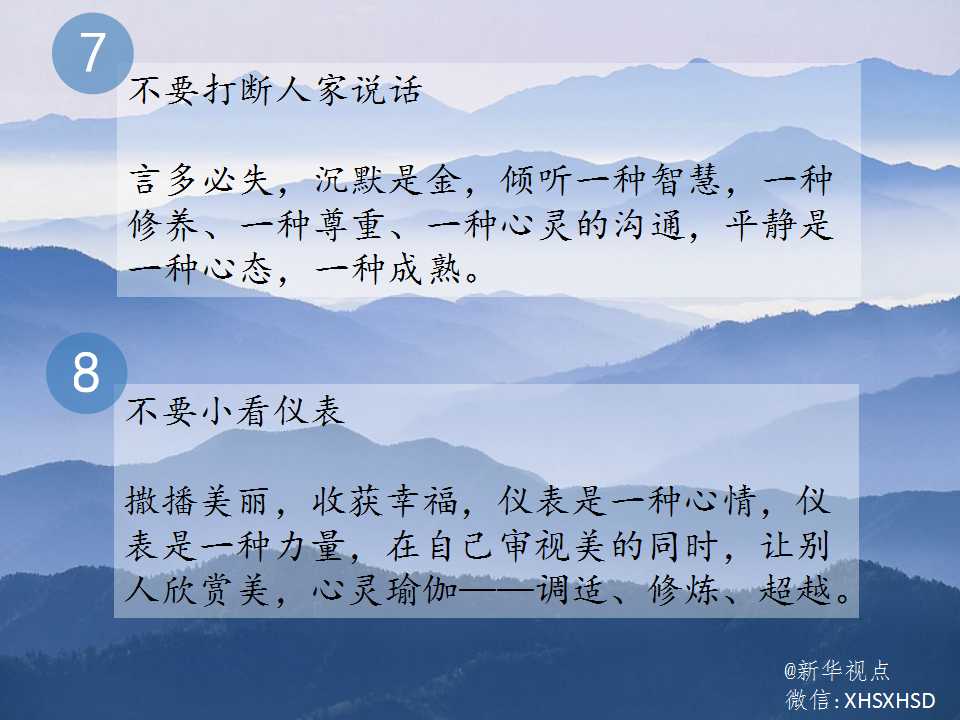 7
不要打断人家说话
言多必失，沉默是金，倾听一种智慧，一种
修养、一种尊重、一种心灵的沟通，平静是
一种心态，一种成熟。
8
不要小看仪表
撒播美丽，收获幸福，仪表是一种心情，仪
表是一种力量，在自己审视美的同时，让别
人欣赏美，心灵瑜伽——调适、修炼、超越。
@新华视点
微信:XHSXHSD